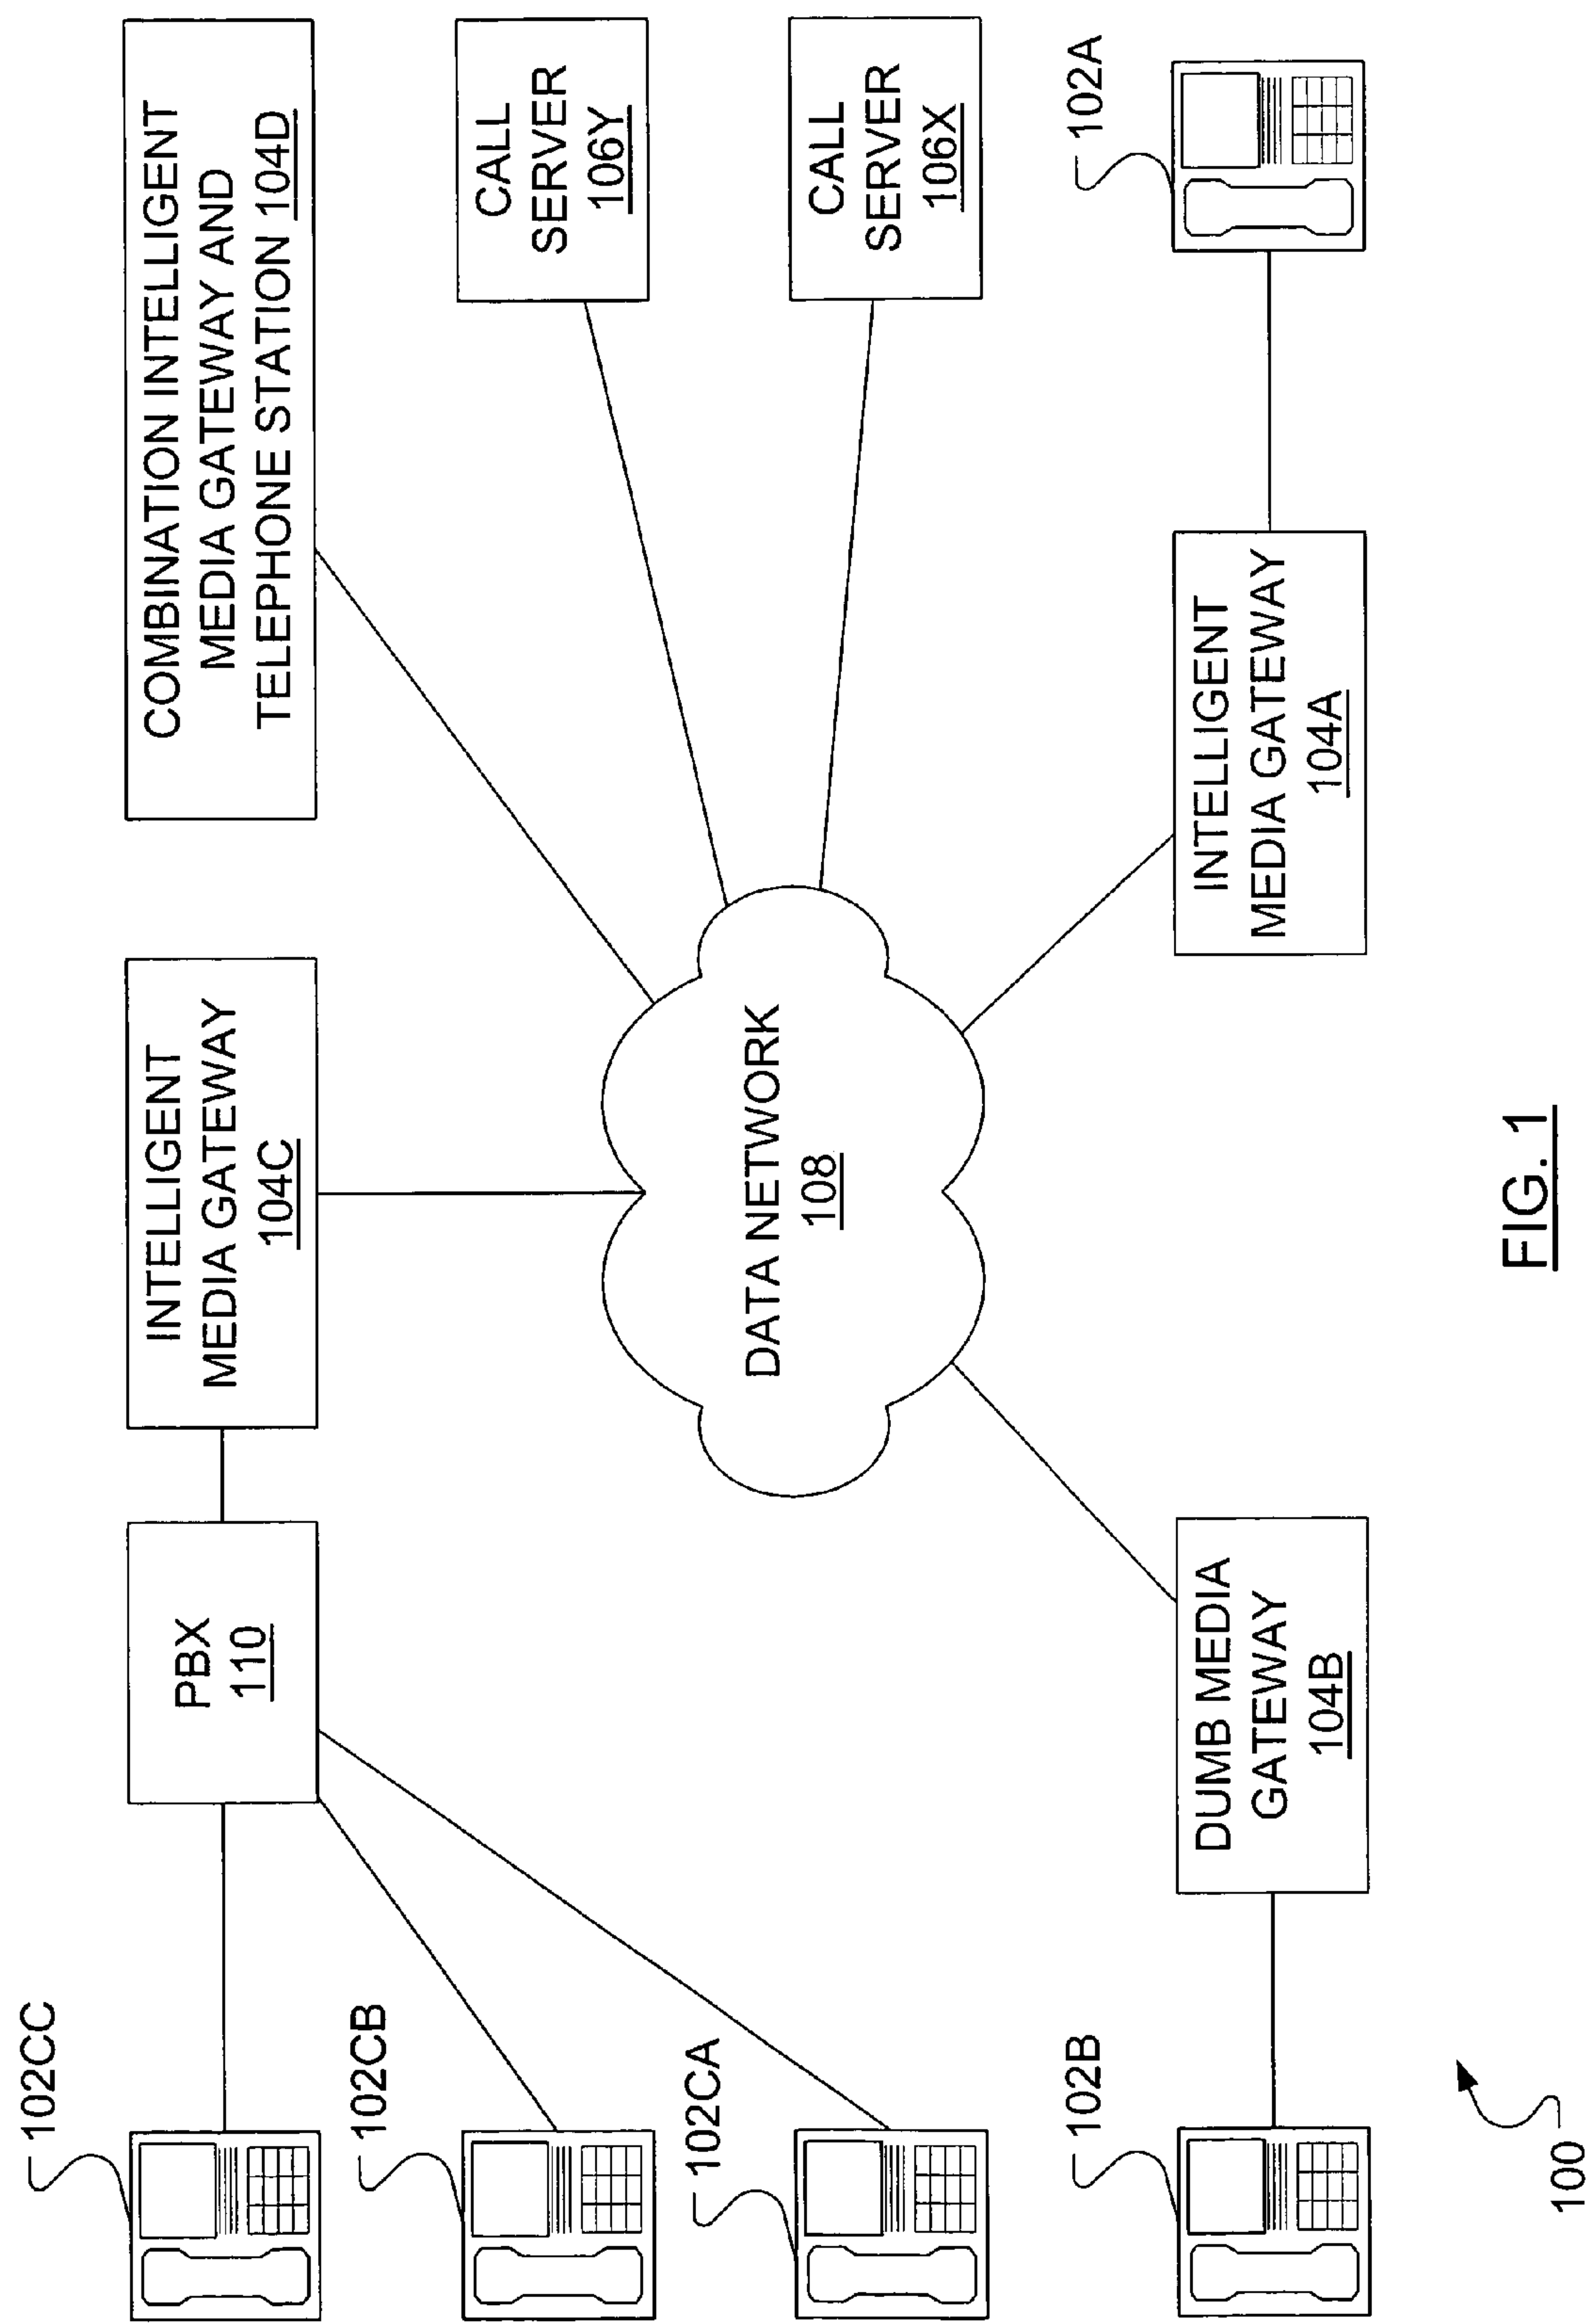 102CC
102CB
102CA
102B
PBX
110
INTELLIGENT
MEDIA GATEWAY
104C
COMBINATION INTELLIGENT
MEDIA GATEWAY AND
TELEPHONE STATION 104D
CALL
SERVER
106Y
CALL
SERVER
106X
DATA NETWORK
108
102A
DUMB MEDIA
GATEWAY
104B
INTELLIGENT
MEDIA GATEWAY
104A
100
FIG. 1